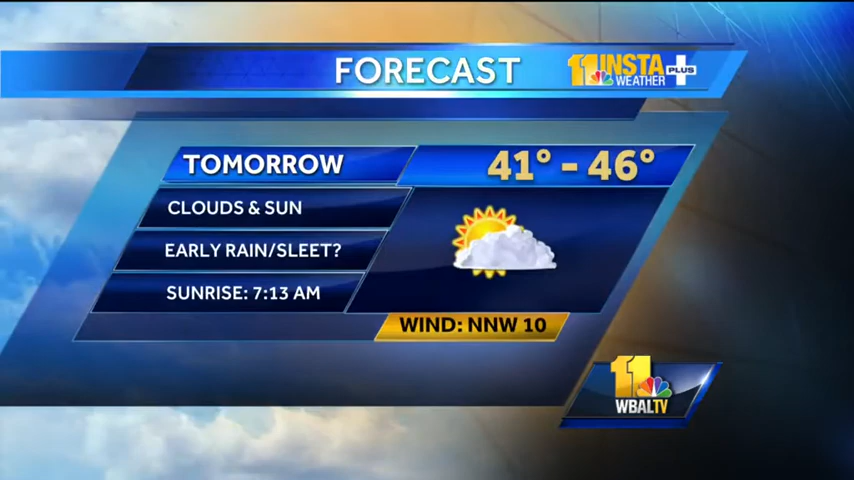 FORECAST
11 INSTA
WEATHER PLUS
TOMORROW
41° - 46°
CLOUDS & SUN
EARLY RAIN/SLEET?
SUNRISE: 7:13 AM
WIND: NNW 10
11
WBALTV